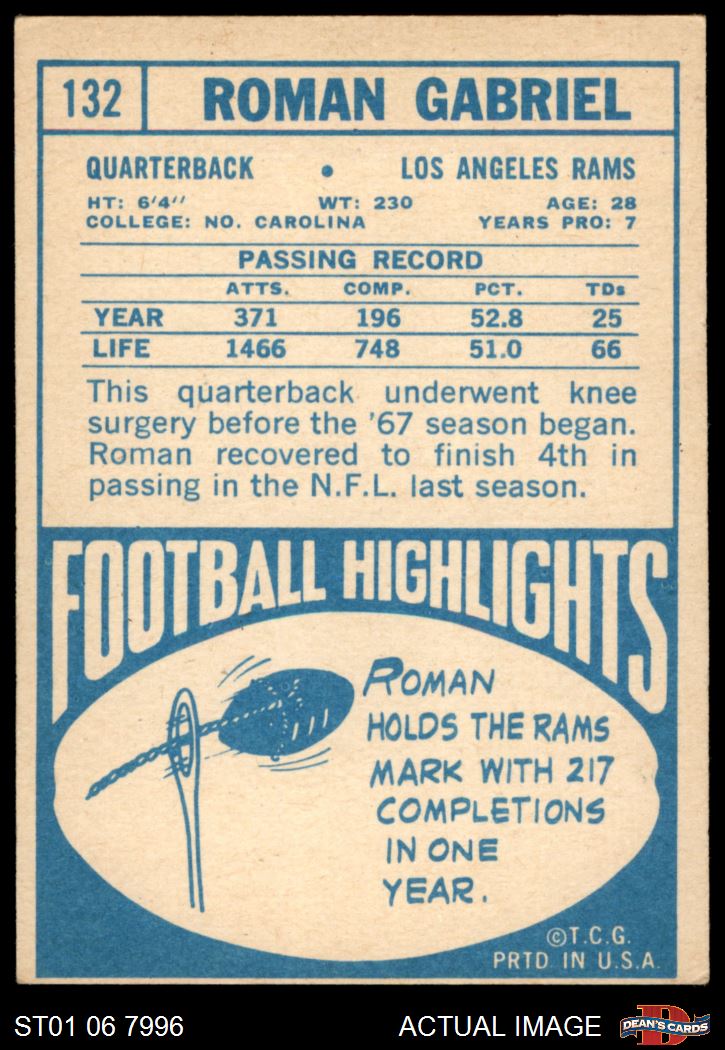 132 ROMAN GABRIEL
QUARTERBACK • LOS ANGELES RAMS
HT: 6'4" WT: 230 AGE: 28
COLLEGE: NO. CAROLINA YEARS PRO: 7
PASSING RECORD
ATTS. COMP. PCT. TDs
YEAR 371 196 52.8 25
LIFE 1466 748 51.0 66
This quarterback underwent knee
surgery before the '67 season began.
Roman recovered to finish 4th in
passing in the N.F.L. last season.
FOOTBALL HIGHLIGHTS
ROMAN
HOLDS THE RAMS
MARK WITH 217
COMPLETIONS
IN ONE
YEAR.
©T.C.G.
PRTD IN U.S.A.
ST01 06 7996 ACTUAL IMAGE D DEAN'S CARDS